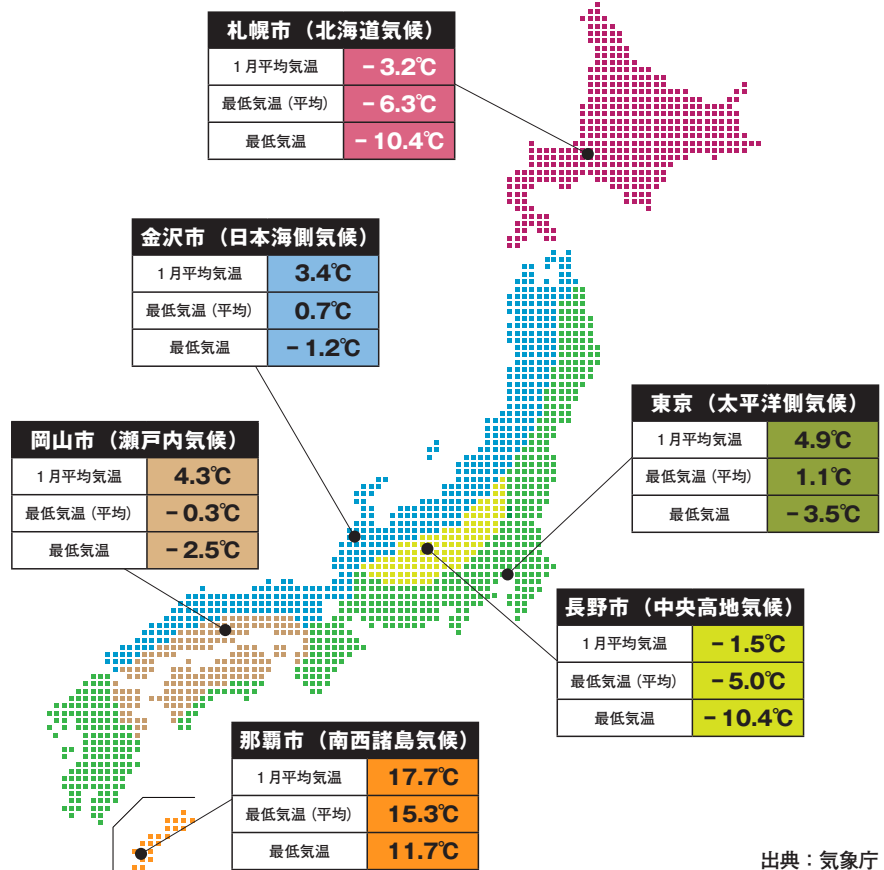 札幌市（北海道気候）
1月平均気温 －3.2℃
最低気温（平均） －6.3℃
最低気温 －10.4℃
金沢市（日本海側気候）
1月平均気温 3.4℃
最低気温（平均） 0.7℃
最低気温 －1.2℃
東京（太平洋側気候）
1月平均気温 4.9℃
最低気温（平均） 1.1℃
最低気温 －3.5℃
岡山市（瀬戸内気候）
1月平均気温 4.3℃
最低気温（平均） －0.3℃
最低気温 －2.5℃
長野市（中央高地気候）
1月平均気温 －1.5℃
最低気温（平均） －5.0℃
最低気温 －10.4℃
那覇市（南西諸島気候）
1月平均気温 17.7℃
最低気温（平均） 15.3℃
最低気温 11.7℃
出典：気象庁